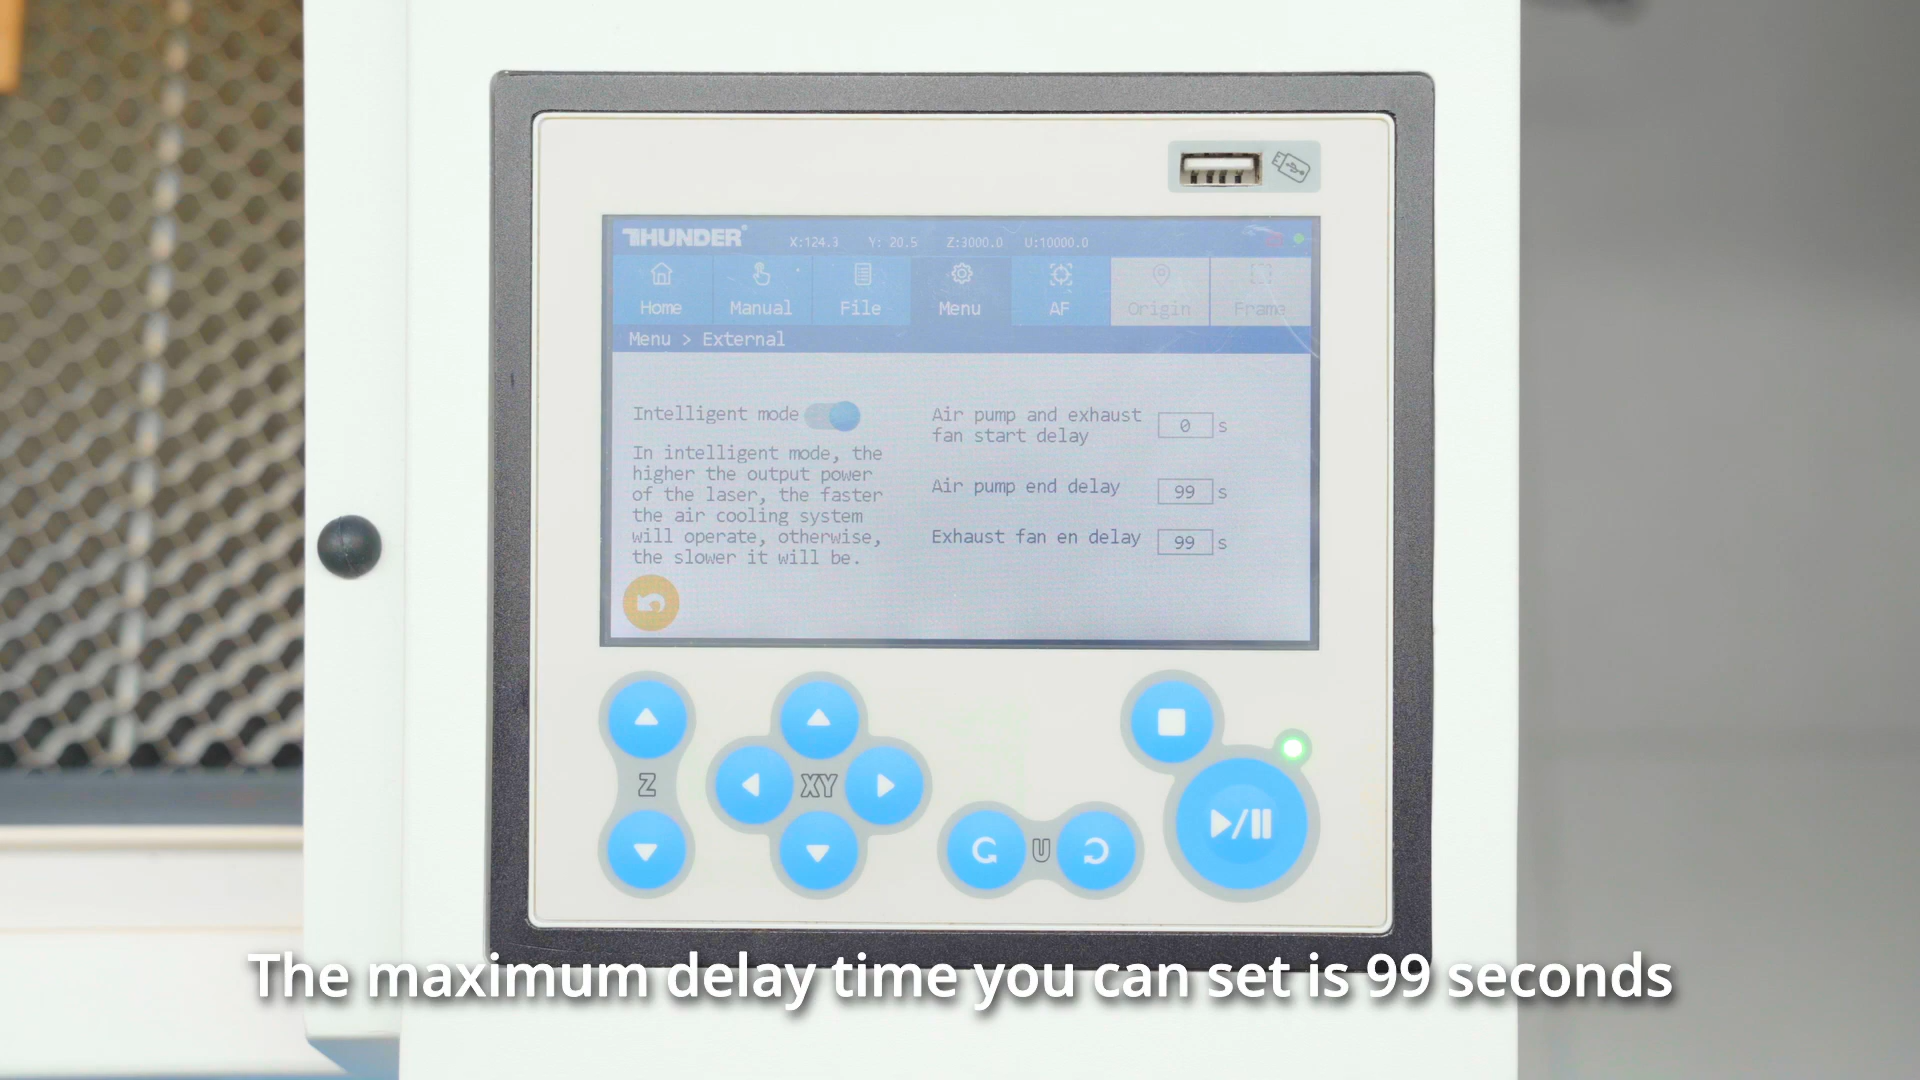 THUNDER
X:124.3 Y: 20.5 Z:3000.0 U:10000.0
Home Manual File Menu AF Origin Frame
Menu > External
Intelligent mode
In intelligent mode, the
higher the output power
of the laser, the faster
the air cooling system
will operate, otherwise,
the slower it will be.
Air pump and exhaust
fan start delay 0 s
Air pump end delay 99 s
Exhaust fan en delay 99 s
Z
XY
U
The maximum delay time you can set is 99 seconds